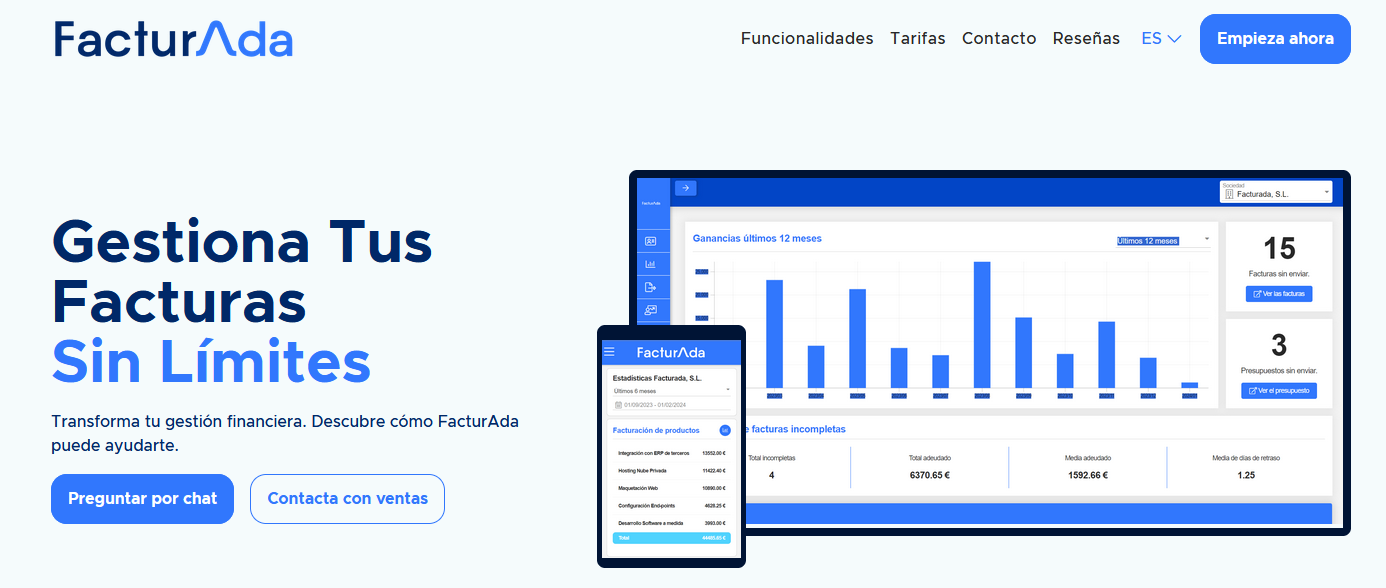 FacturAda
Funcionalidades Tarifas Contacto Reseñas ES Empieza ahora
Gestiona Tus
Facturas
Sin Límites
Transforma tu gestión financiera. Descubre cómo FacturAda
puede ayudarte.
Preguntar por chat Contacta con ventas
FacturAda
Sociedad
Facturada, S.L.
Ganancias últimos 12 meses
Últimos 12 meses
15
Facturas sin enviar.
Ver las facturas
3
Presupuestos sin enviar.
Ver el presupuesto
e facturas incompletas
Total incompletas Total adeudado Media adeudado Media de días de retraso
4 6370.65 € 1592.66 € 1.25
FacturAda
Estadísticas Facturada, S.L.
Últimos 6 meses
01/09/2023 - 01/02/2024
Facturación de productos
Integración con ERP de terceros 13552.00 €
Hosting Nube Privada 11422.40 €
Maquetación Web 10890.00 €
Configuración End-points 4628.25 €
Desarrollo Software a medida 3993.00 €
Total 44485.65 €